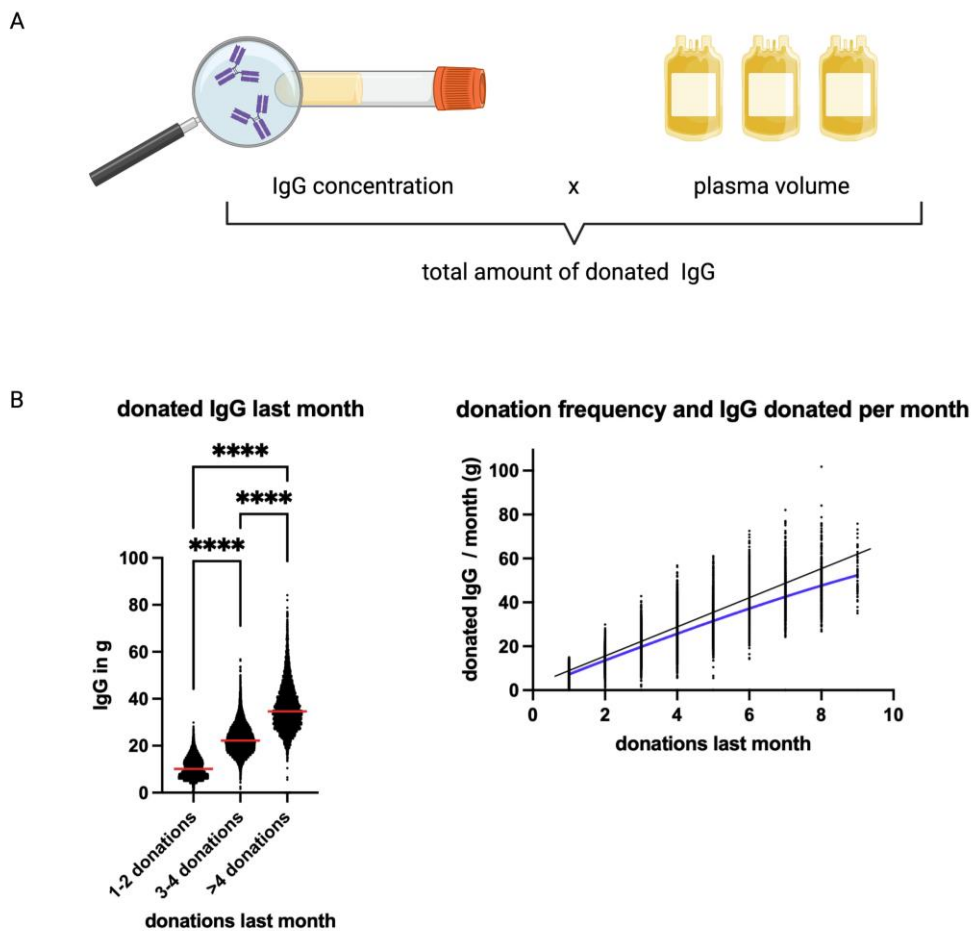 A
IgG concentration x plasma volume
total amount of donated IgG
B
donated IgG last month
****
****
****
100
80
60
40
20
0
IgG in g
1-2 donations
3-4 donations
>4 donations
donations last month
donation frequency and IgG donated per month
100
80
60
40
20
0
donated IgG / month (g)
0 2 4 6 8 10
donations last month